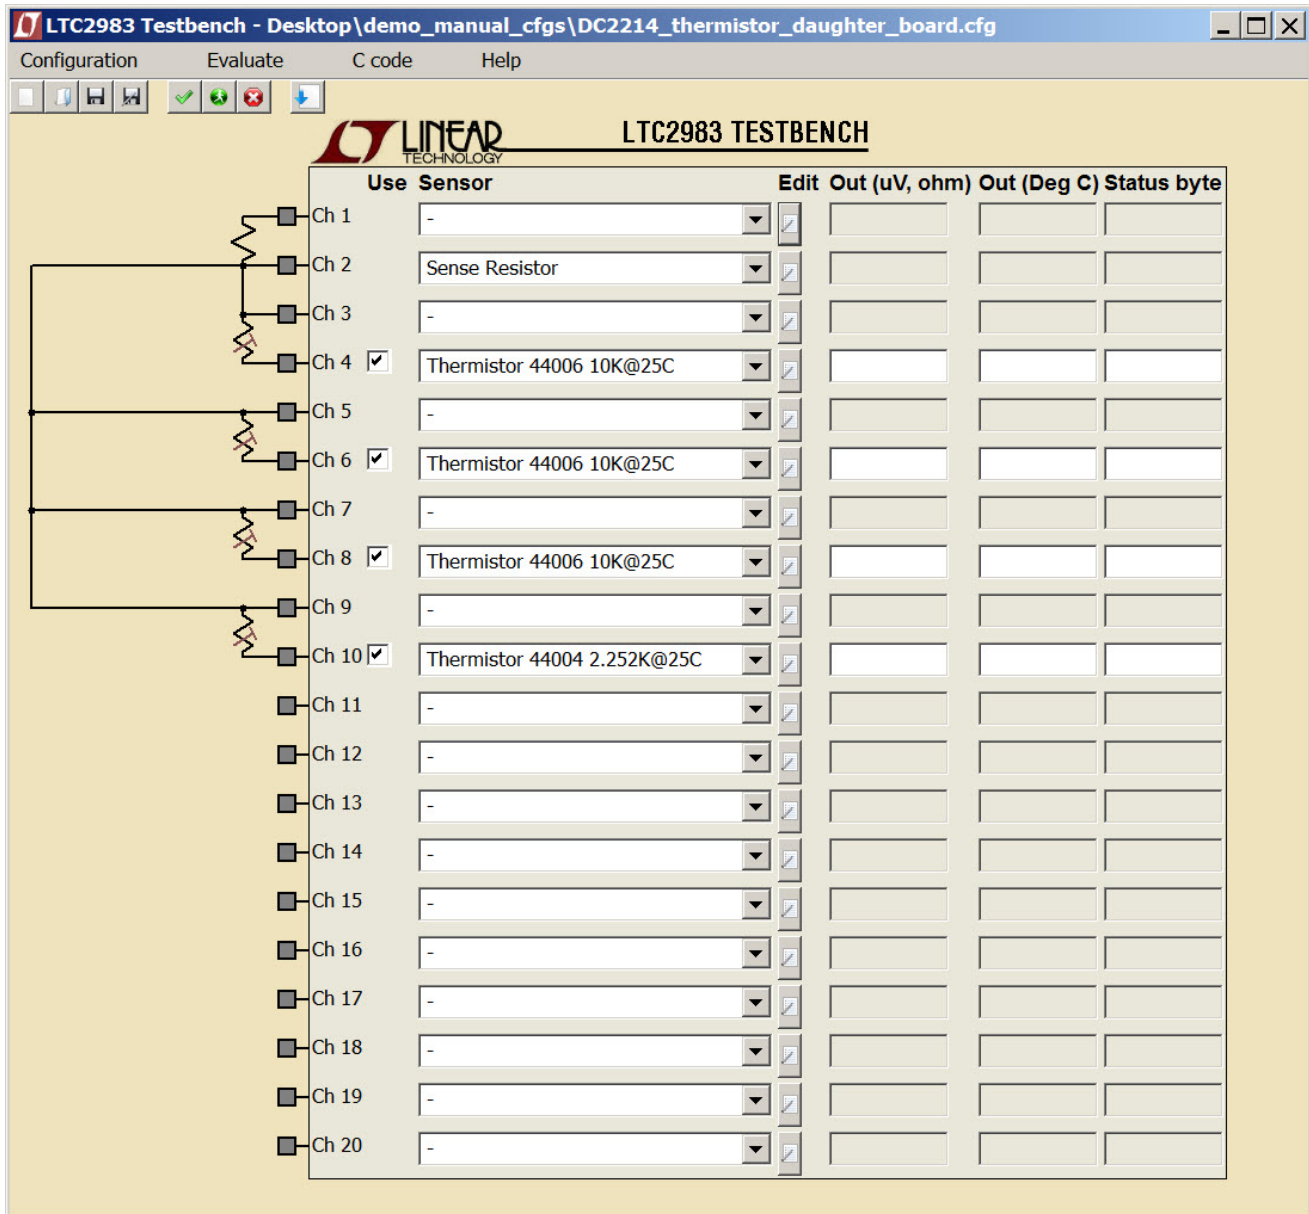 LTC2983 Testbench - Desktop\demo_manual_cfgs\DC2214_thermistor_daughter_board.cfg
Configuration Evaluate C code Help
LINEAR TECHNOLOGY LTC2983 TESTBENCH
Use Sensor Edit Out (uV, ohm) Out (Deg C) Status byte
Ch 1 -
Ch 2 Sense Resistor
Ch 3 -
Ch 4 Thermistor 44006 10K@25C
Ch 5 -
Ch 6 Thermistor 44006 10K@25C
Ch 7 -
Ch 8 Thermistor 44006 10K@25C
Ch 9 -
Ch 10 Thermistor 44004 2.252K@25C
Ch 11 -
Ch 12 -
Ch 13 -
Ch 14 -
Ch 15 -
Ch 16 -
Ch 17 -
Ch 18 -
Ch 19 -
Ch 20 -